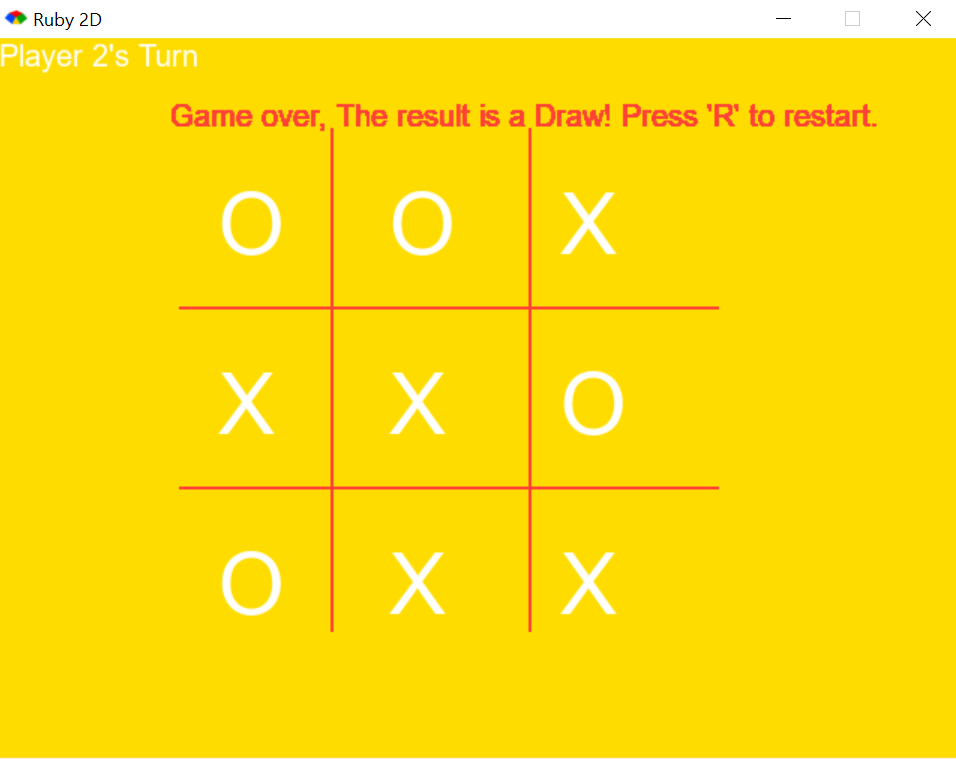 Ruby 2D
Player 2's Turn
Game over, The result is a Draw! Press 'R' to restart.
O O X
X X O
O X X